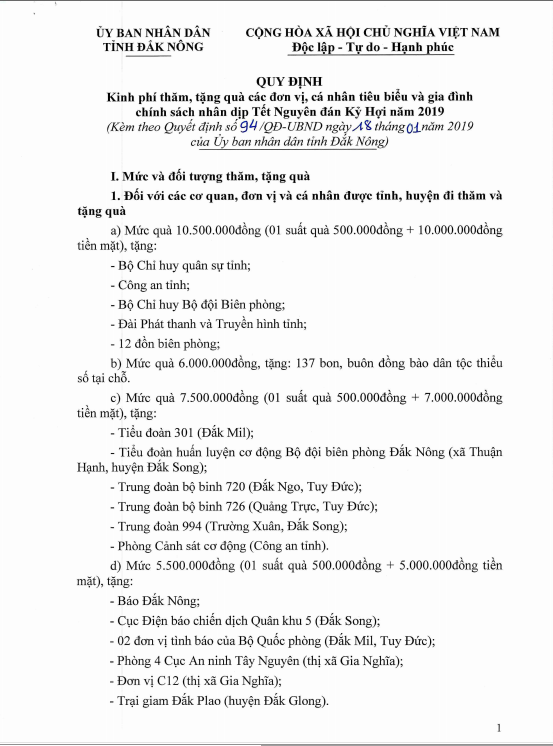 ỦY BAN NHÂN DÂN
TỈNH ĐẮK NÔNG
CỘNG HÒA XÃ HỘI CHỦ NGHĨA VIỆT NAM
Độc lập - Tự do - Hạnh phúc
QUY ĐỊNH
Kinh phí thăm, tặng quà các đơn vị, cá nhân tiêu biểu và gia đình
chính sách nhân dịp Tết Nguyên đán Kỷ Hợi năm 2019
(Kèm theo Quyết định số 94/QĐ-UBND ngày 18 tháng 01 năm 2019
của Ủy ban nhân dân tỉnh Đắk Nông)
I. Mức và đối tượng thăm, tặng quà
1. Đối với các cơ quan, đơn vị và cá nhân được tỉnh, huyện đi thăm và
tặng quà
a) Mức quà 10.500.000đồng (01 suất quà 500.000đồng + 10.000.000đồng
tiền mặt), tặng:
- Bộ Chỉ huy quân sự tỉnh;
- Công an tỉnh;
- Bộ Chỉ huy Bộ đội Biên phòng;
- Đài Phát thanh và Truyền hình tỉnh;
- 12 đồn biên phòng;
b) Mức quà 6.000.000đồng, tặng: 137 bon, buôn đồng bào dân tộc thiểu
số tại chỗ.
c) Mức quà 7.500.000đồng (01 suất quà 500.000đồng + 7.000.000đồng
tiền mặt), tặng:
- Tiểu đoàn 301 (Đắk Mil);
- Tiểu đoàn huấn luyện cơ động Bộ đội biên phòng Đắk Nông (xã Thuận
Hạnh, huyện Đắk Song);
- Trung đoàn bộ binh 720 (Đắk Ngo, Tuy Đức);
- Trung đoàn bộ binh 726 (Quảng Trực, Tuy Đức);
- Trung đoàn 994 (Trường Xuân, Đắk Song);
- Phòng Cảnh sát cơ động (Công an tỉnh).
d) Mức 5.500.000đồng (01 suất quà 500.000đồng + 5.000.000đồng tiền
mặt), tặng:
- Báo Đắk Nông;
- Cục Điện báo chiến dịch Quân khu 5 (Đắk Song);
- 02 đơn vị tình báo của Bộ Quốc phòng (Đắk Mil, Tuy Đức);
- Phòng 4 Cục An ninh Tây Nguyên (thị xã Gia Nghĩa);
- Đơn vị C12 (thị xã Gia Nghĩa);
- Trại giam Đắk Plao (huyện Đắk Glong).
1